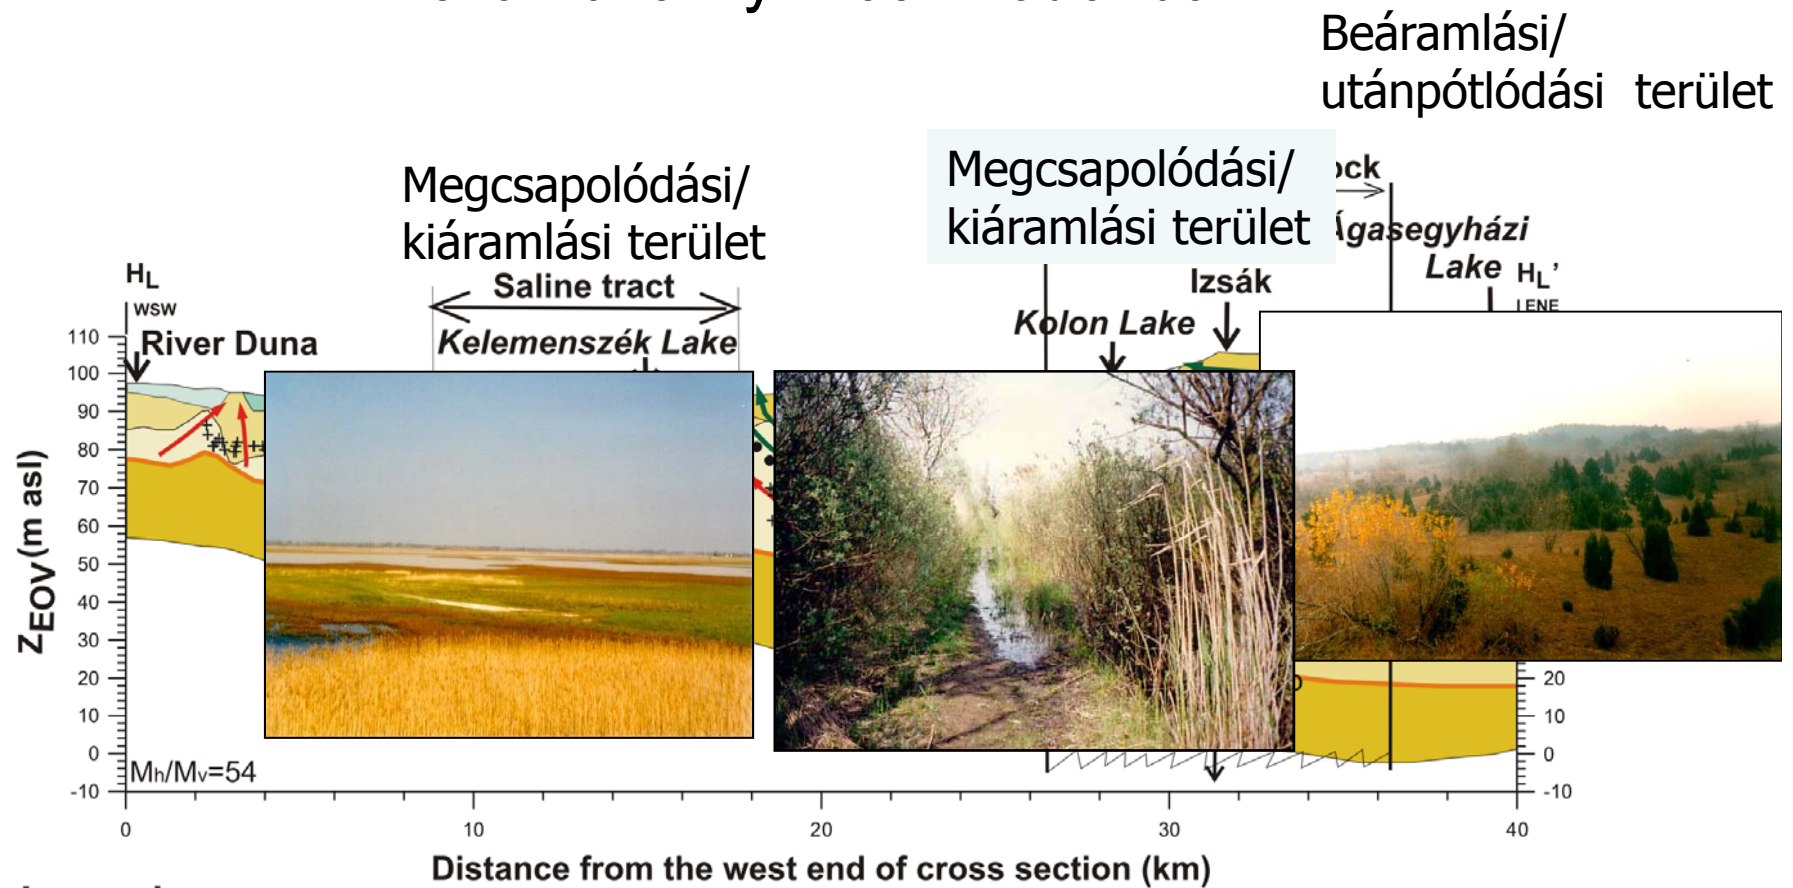 Beáramlási/
utánpótlódási terület
Megcsapolódási/
kiáramlási terület
Megcsapolódási/
kiáramlási terület
Ágasegyházi
Lake
HL
WSW
HL’
ENE
Saline tract
Izsák
River Duna
Kelemenszék Lake
Kolon Lake
ZEOV(m asl)
110
100
90
80
70
60
50
40
30
20
10
0
-10
20
10
0
-10
Mh/Mv=54
0
10
20
30
40
Distance from the west end of cross section (km)